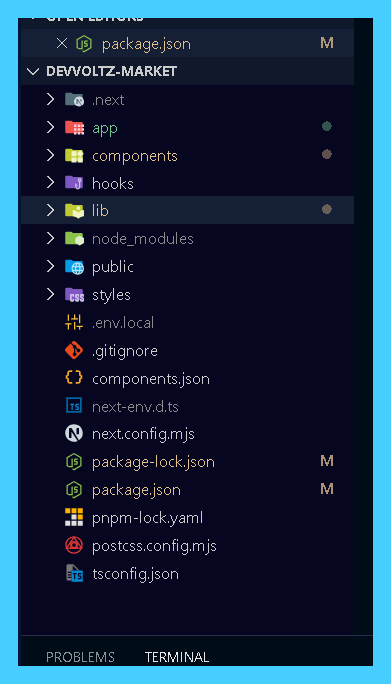 OPEN EDITORS
package.json M
DEVVOLTZ-MARKET
.next
app
components
hooks
lib
node_modules
public
styles
.env.local
.gitignore
components.json
next-env.d.ts
next.config.mjs
package-lock.json M
package.json M
pnpm-lock.yaml
postcss.config.mjs
tsconfig.json
PROBLEMS TERMINAL